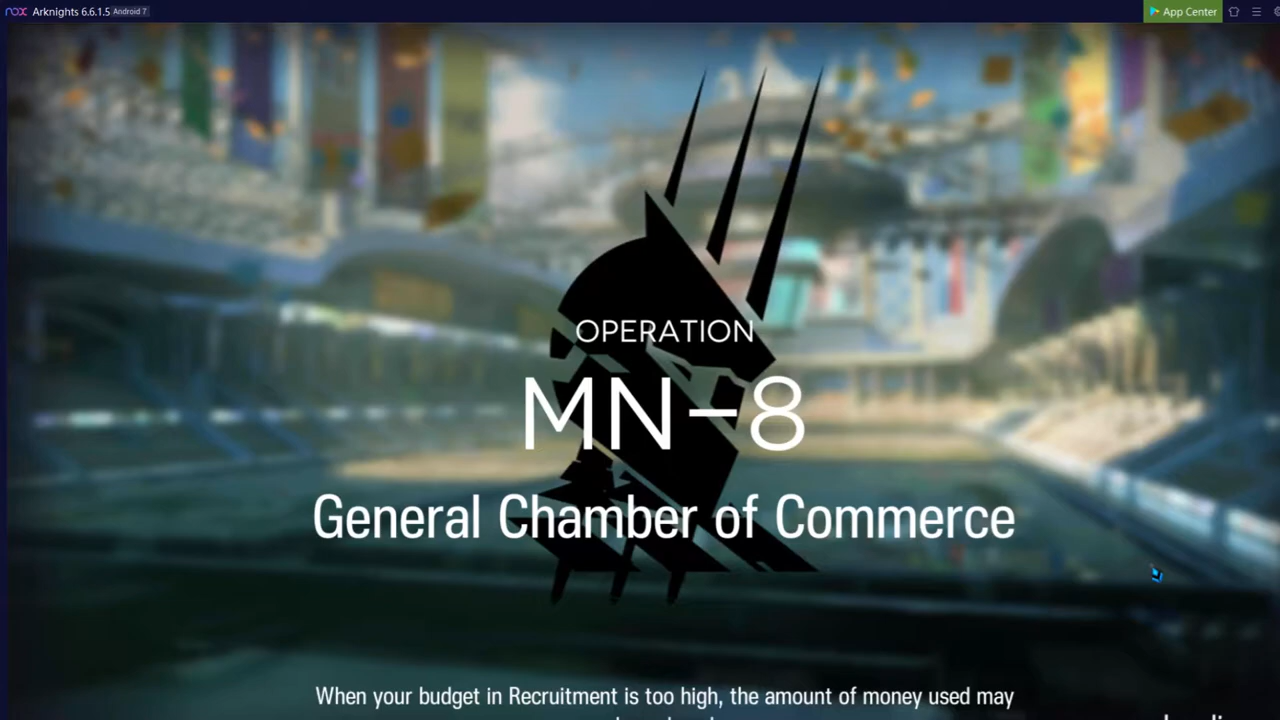 nox Arknights 6.6.1.5 Android 7
App Center
OPERATION
MN-8
General Chamber of Commerce
When your budget in Recruitment is too high, the amount of money used may